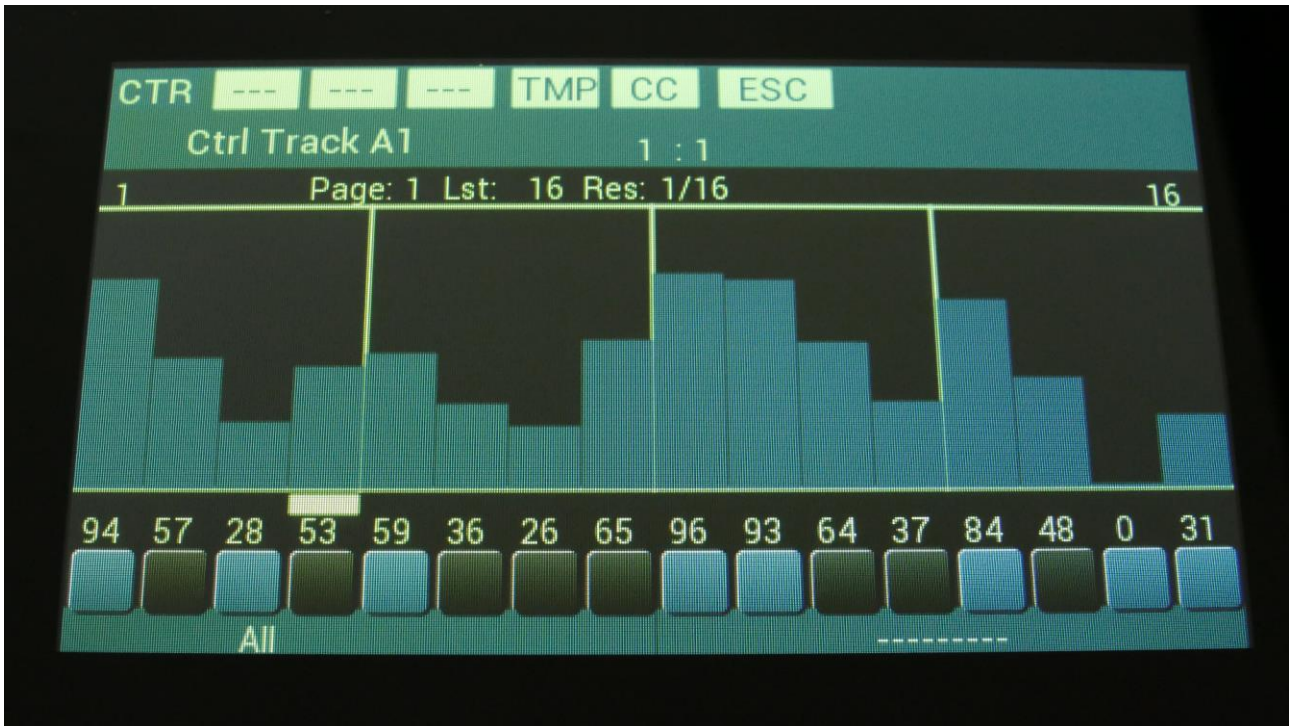 CTR --- --- --- TMP CC ESC
Ctrl Track A1 1 : 1
1 Page: 1 Lst: 16 Res: 1/16 16
94 57 28 53 59 36 26 65 96 93 64 37 84 48 0 31
All ---------